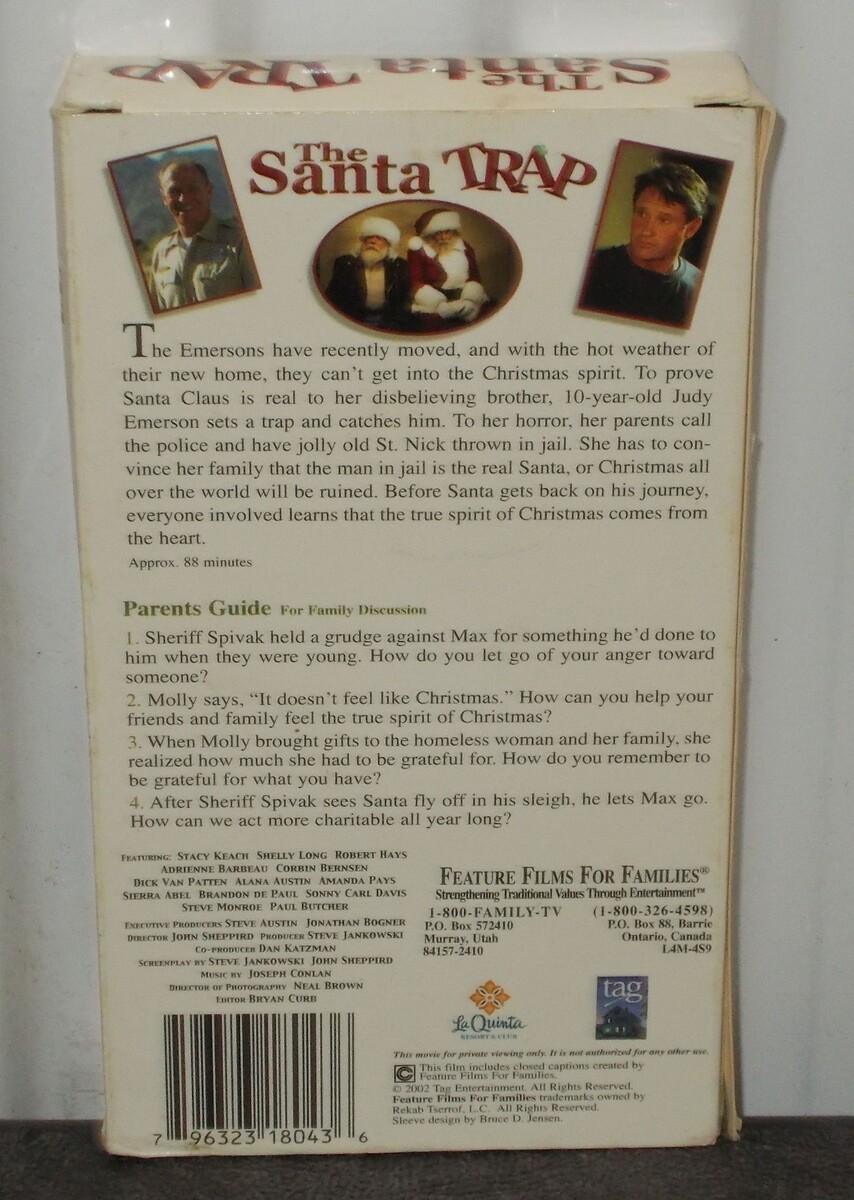 The Santa TRAP
The Santa TRAP
The Emersons have recently moved, and with the hot weather of
their new home, they can't get into the Christmas spirit. To prove
Santa Claus is real to her disbelieving brother, 10-year-old Judy
Emerson sets a trap and catches him. To her horror, her parents call
the police and have jolly old St. Nick thrown in jail. She has to con-
vince her family that the man in jail is the real Santa, or Christmas all
over the world will be ruined. Before Santa gets back on his journey,
everyone involved learns that the true spirit of Christmas comes from
the heart.
Approx. 88 minutes
Parents Guide For Family Discussion
1. Sheriff Spivak held a grudge against Max for something he'd done to
him when they were young. How do you let go of your anger toward
someone?
2. Molly says, "It doesn't feel like Christmas." How can you help your
friends and family feel the true spirit of Christmas?
3. When Molly brought gifts to the homeless woman and her family, she
realized how much she had to be grateful for. How do you remember to
be grateful for what you have?
4. After Sheriff Spivak sees Santa fly off in his sleigh, he lets Max go.
How can we act more charitable all year long?
FEATURING: STACY KEACH SHELLY LONG ROBERT HAYS
ADRIENNE BARBEAU CORBIN BERNSEN
DICK VAN PATTEN ALANA AUSTIN AMANDA PAYS
SIERRA ABEL BRANDON DE PAUL SONNY CARL DAVIS
STEVE MONROE PAUL BUTCHER
EXECUTIVE PRODUCERS STEVE AUSTIN JONATHAN BOGNER
DIRECTOR JOHN SHEPPIRD PRODUCER STEVE JANKOWSKI
CO-PRODUCER DAN KATZMAN
SCREENPLAY BY STEVE JANKOWSKI JOHN SHEPPIRD
MUSIC BY JOSEPH CONLAN
DIRECTOR OF PHOTOGRAPHY NEAL BROWN
EDITOR BRYAN CURB
FEATURE FILMS FOR FAMILIES®
Strengthening Traditional Values Through Entertainment™
1-800-FAMILY-TV (1-800-326-4598)
P.O. Box 572410 P.O. Box 88, Barrie
Murray, Utah Ontario, Canada
84157-2410 L4M-4S9
La Quinta
RESORT & CLUB
tag
This movie for private viewing only. It is not authorized for any other use.
C This film includes closed captions created by
Feature Films For Families.
© 2002 Tag Entertainment. All Rights Reserved.
Feature Films For Families trademarks owned by
Rekab Tserrof, L.C. All Rights Reserved.
Sleeve design by Bruce D. Jensen.
7 96323 18043 6